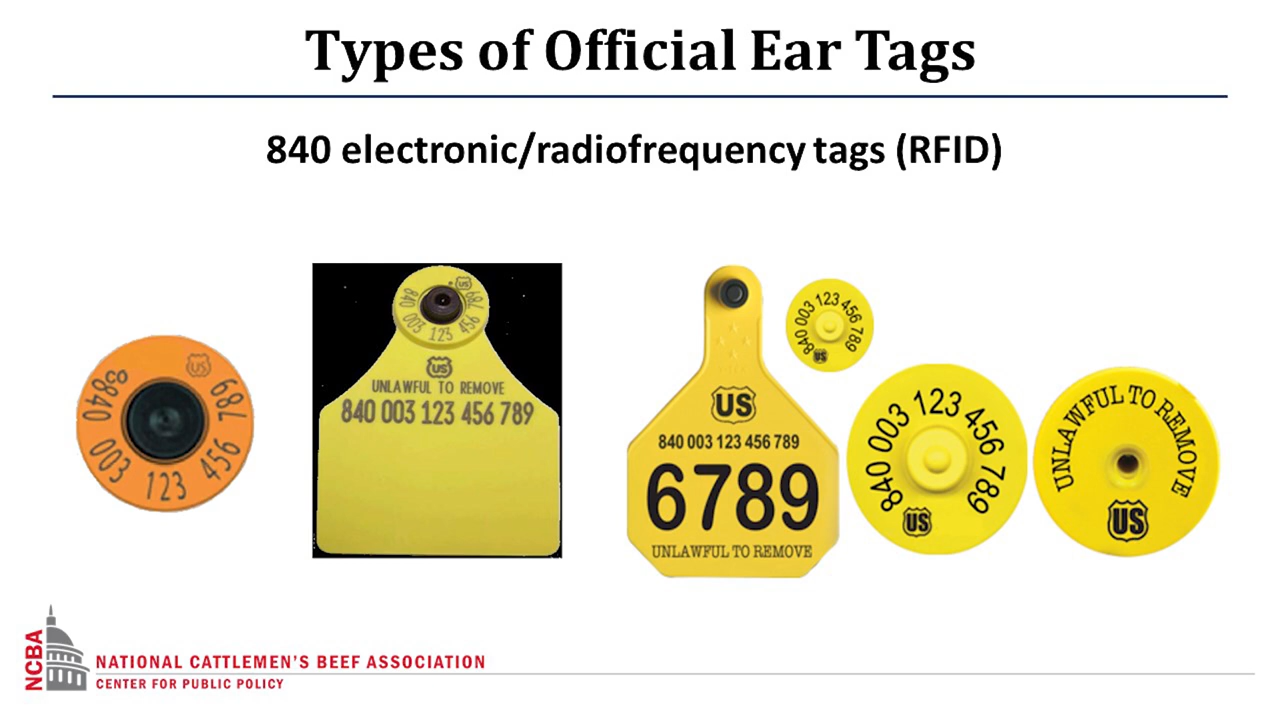 Types of Official Ear Tags
840 electronic/radiofrequency tags (RFID)
CO
840 003 123 456 789
US
840 003 123 456 789
US
US
UNLAWFUL TO REMOVE
840 003 123 456 789
US
840 003 123 456 789
6789
UNLAWFUL TO REMOVE
840 003 123 456 789
US
840 003 123 456 789
US
UNLAWFUL TO REMOVE
US
NCBA
NATIONAL CATTLEMEN'S BEEF ASSOCIATION
CENTER FOR PUBLIC POLICY